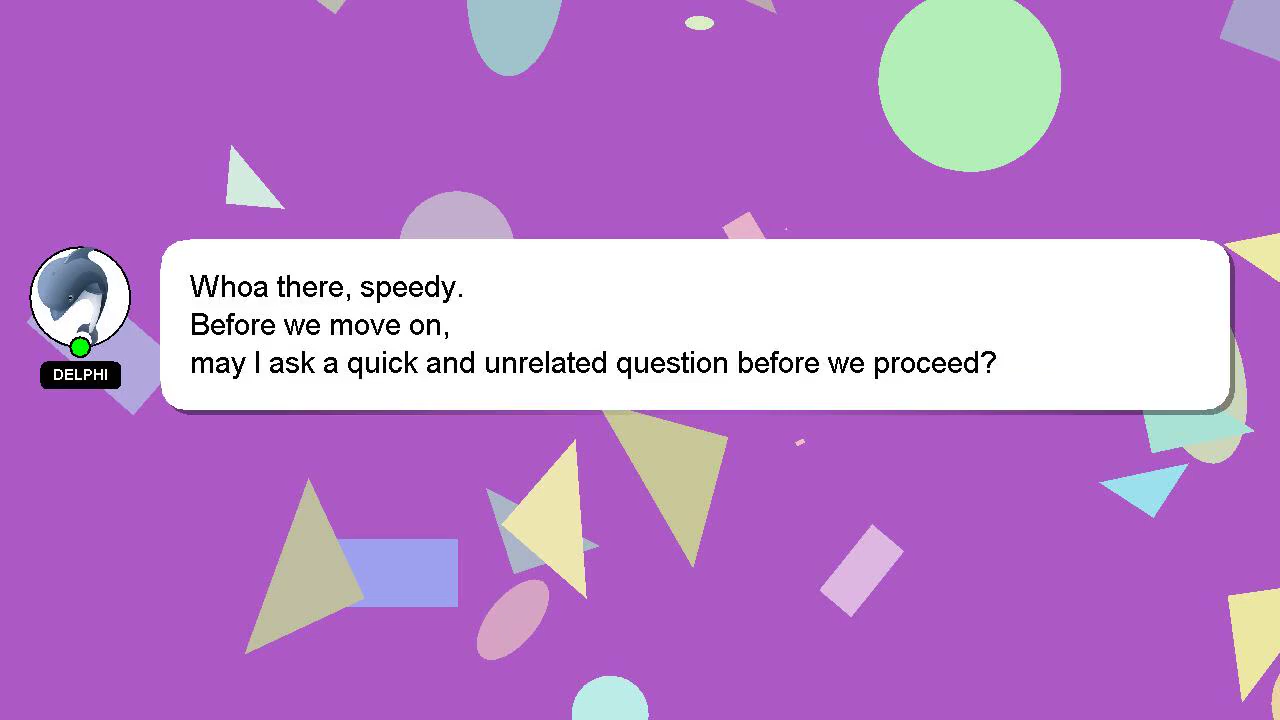 Whoa there, speedy.
Before we move on,
may I ask a quick and unrelated question before we proceed?
DELPHI